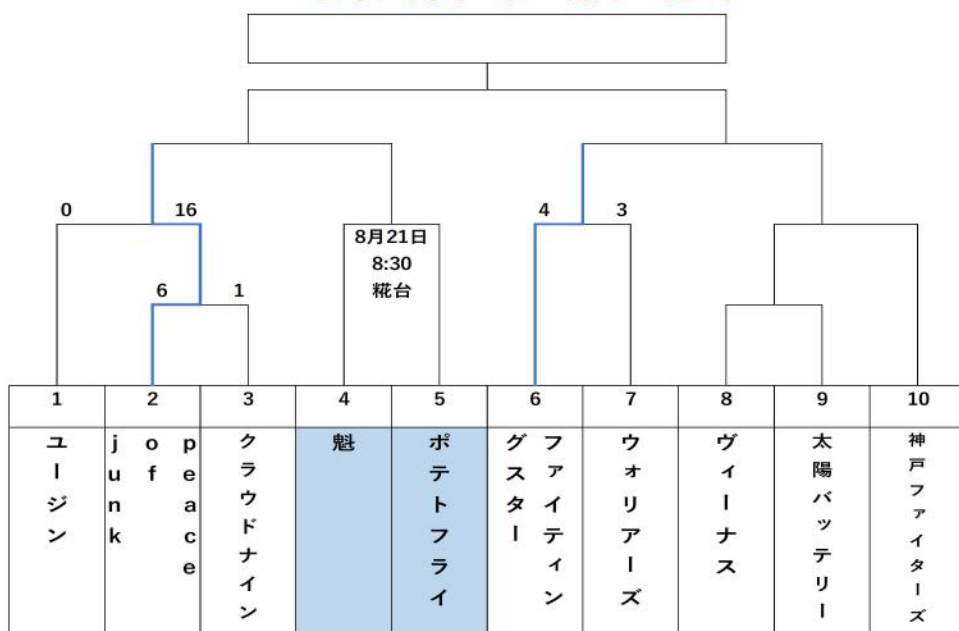 0
16
4
3
8月21日
8:30
糀台
6
1
1
2
3
4
5
6
7
8
9
10
ユージン
junk
of
peace
クラウドナイン
魁
ポテトフライ
ファイティン
グスター
ウォリアーズ
ヴィーナス
太陽バッテリー
神戸ファイターズ